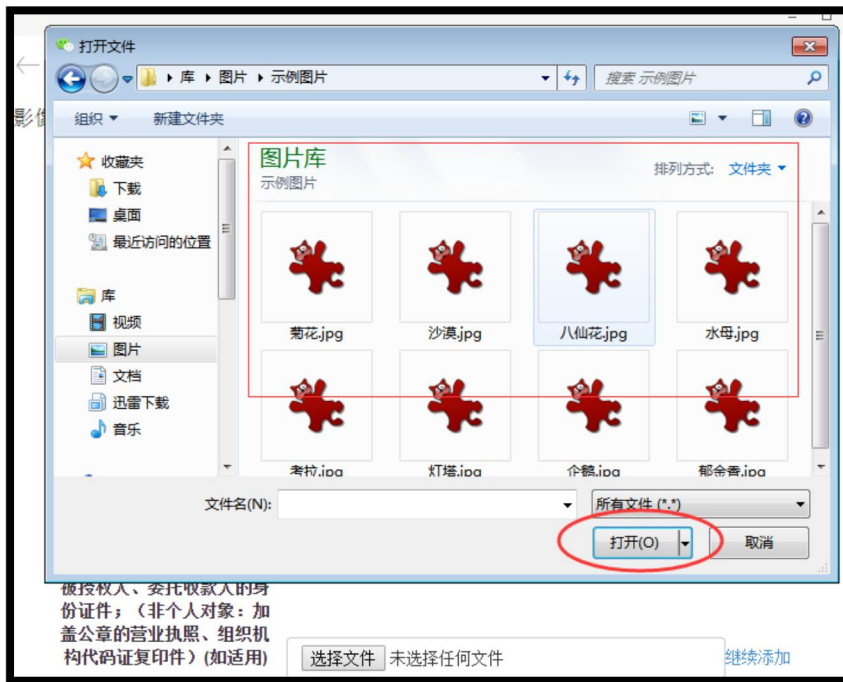 打开文件
库 图片 示例图片
搜索 示例图片
影像
组织 新建文件夹
收藏夹
下载
桌面
最近访问的位置
库
视频
图片
文档
迅雷下载
音乐
图片库
示例图片
排列方式: 文件夹
菊花.jpg 沙漠.jpg 八仙花.jpg 水母.jpg
考拉.jpg 灯塔.jpg 企鹅.jpg 郁金香.jpg
文件名(N): 所有文件 (*.*)
打开(O) 取消
被授权人、委托收款人的身
份证件;(非个人对象:加
盖公章的营业执照、组织机
构代码证复印件)(如适用)
选择文件 未选择任何文件 继续添加